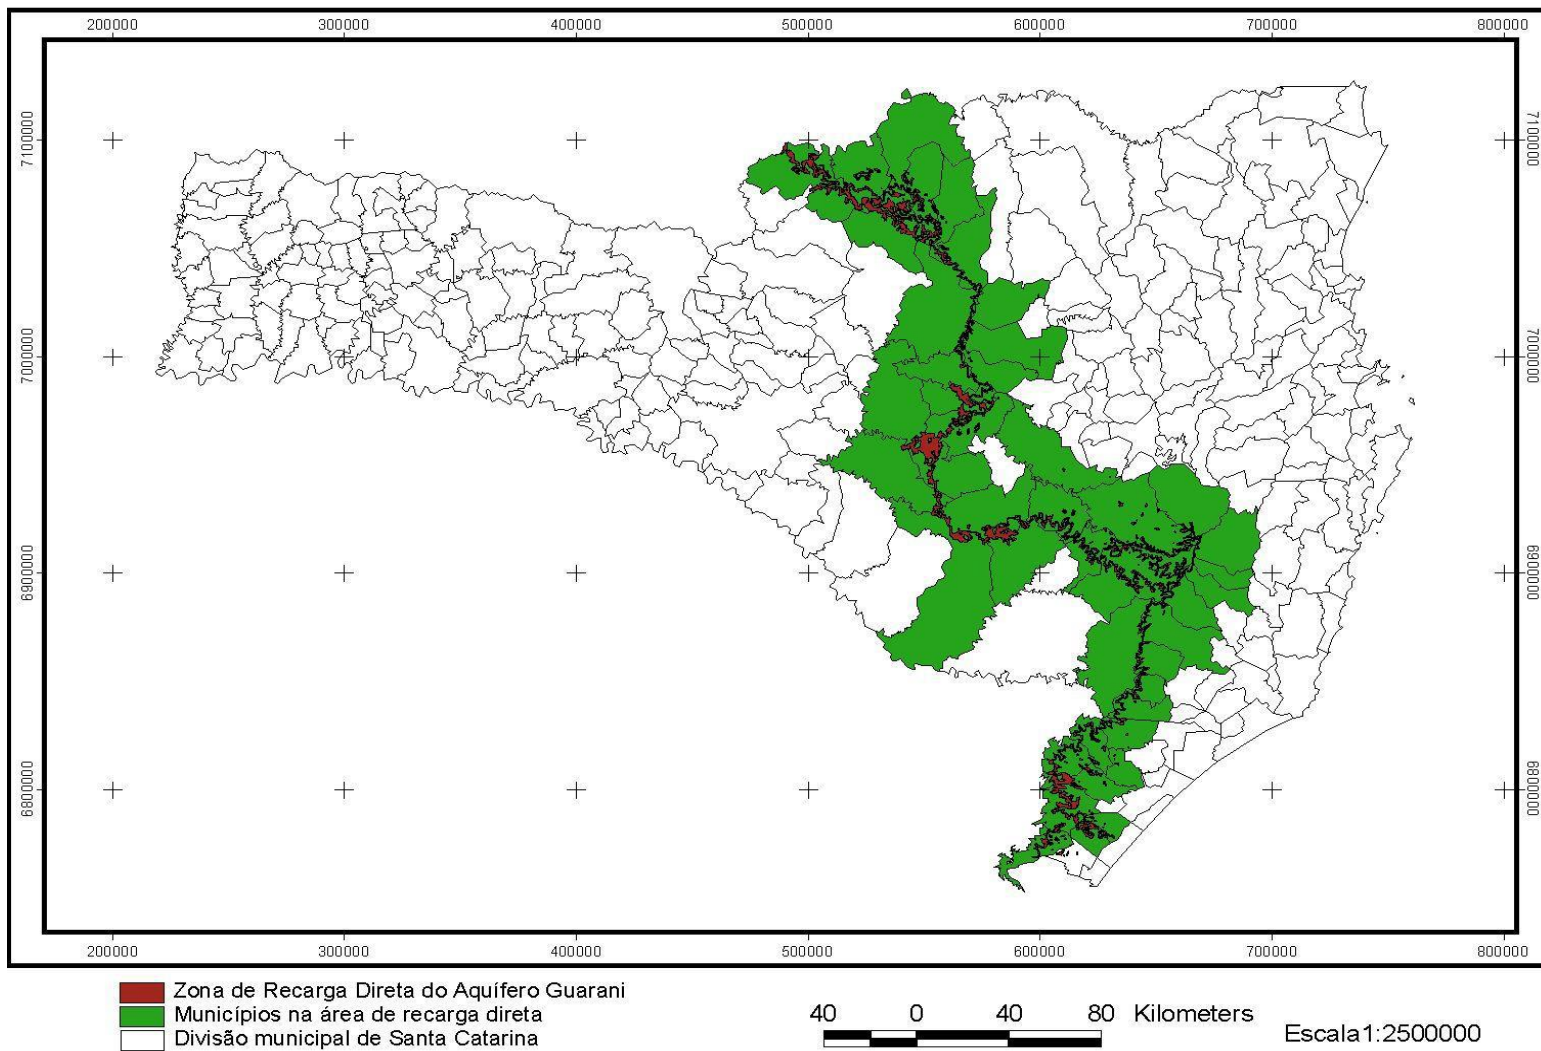 200000 300000 400000 500000 600000 700000 800000
7100000 7100000
7000000 7000000
6900000 6900000
6800000 6800000
200000 300000 400000 500000 600000 700000 800000
Zona de Recarga Direta do Aquífero Guarani
Municípios na área de recarga direta
Divisão municipal de Santa Catarina
40 0 40 80 Kilometers
Escala1:2500000